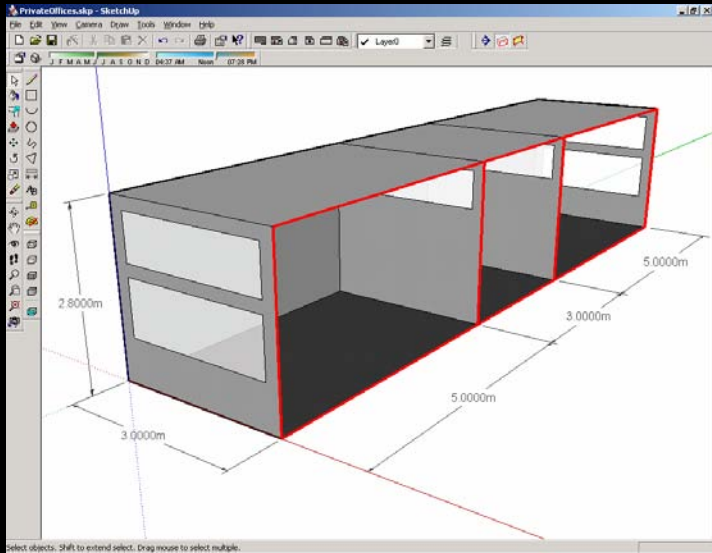 PrivateOffices.skp - SketchUp
File Edit View Camera Draw Tools Window Help
Layer0
J F M A M J J A S O N D 04:37 AM Noon 07:28 PM
5.0000m
2.8000m
3.0000m
5.0000m
3.0000m
Select objects. Shift to extend select. Drag mouse to select multiple.